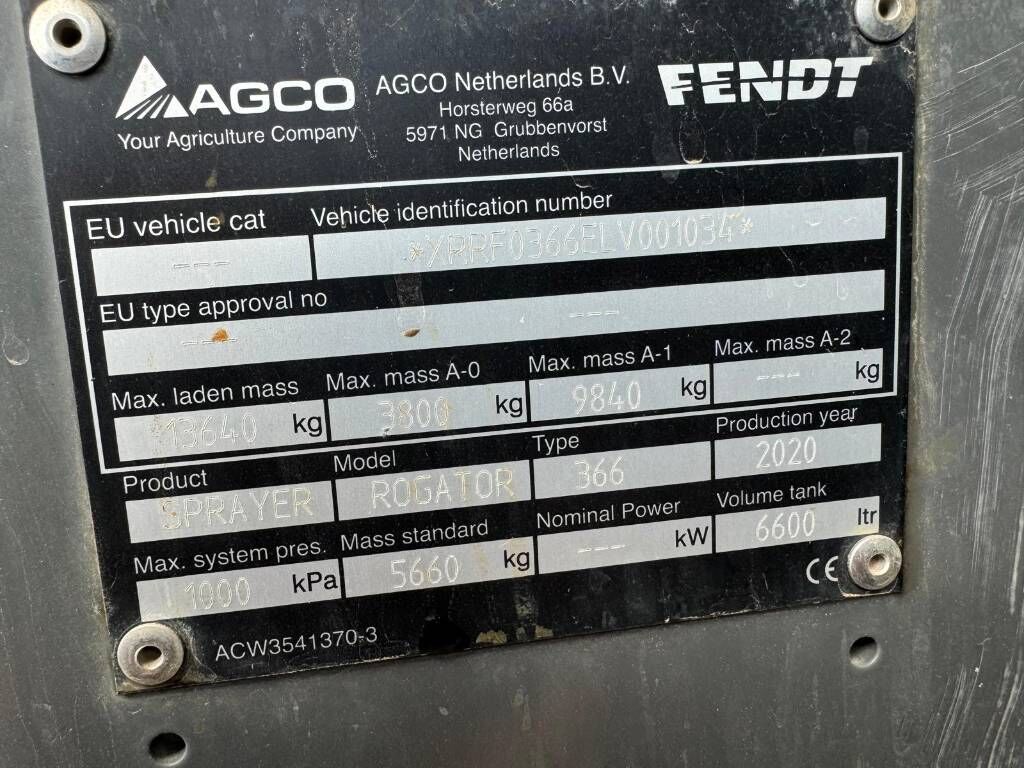 AGCO
Your Agriculture Company
AGCO Netherlands B.V.
Horsterweg 66a
5971 NG Grubbenvorst
Netherlands
FENDT
EU vehicle cat
Vehicle identification number
---
*XRRF0366ELV001034*
EU type approval no
--- ---
Max. laden mass Max. mass A-0 Max. mass A-1 Max. mass A-2
13640 kg 3800 kg 9840 kg --- kg
Product Model Type Production year
SPRAYER ROGATOR 366 2020
Max. system pres. Mass standard Nominal Power Volume tank
1000 kPa 5660 kg --- kW 6600 ltr
CE
ACW3541370-3